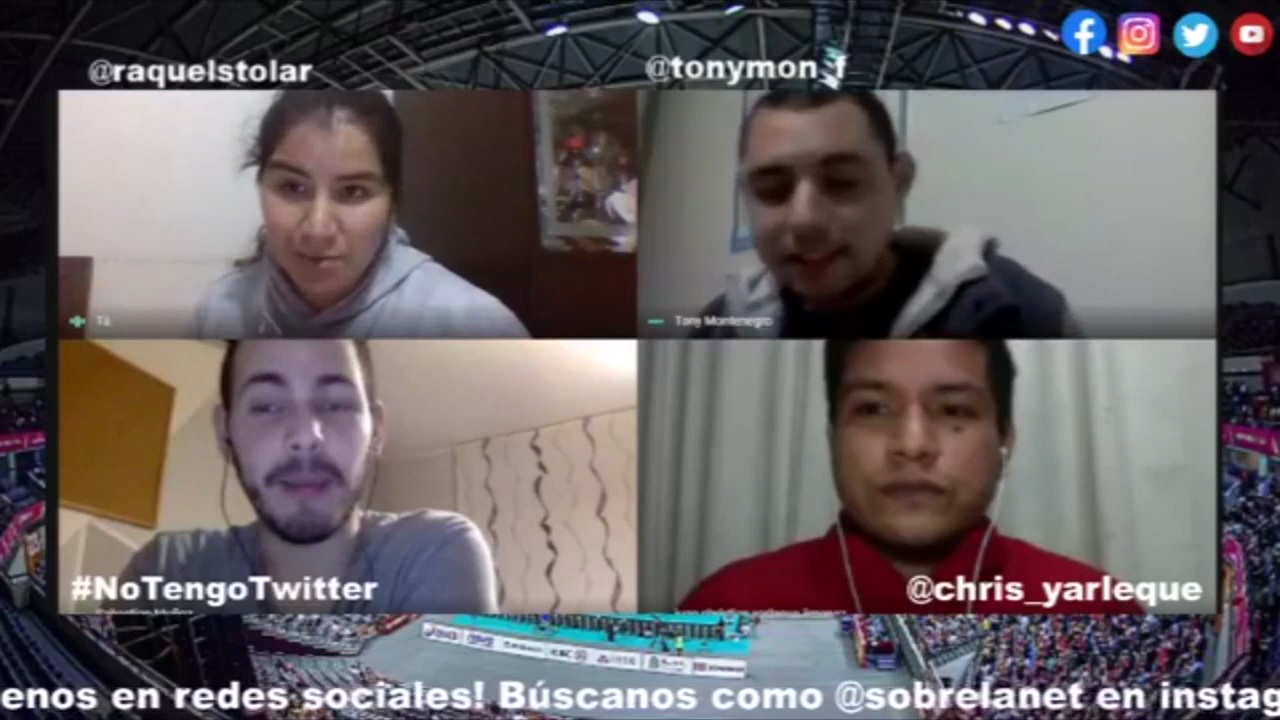 @raquelstolar
@tonymon_f
Tony Montenegro
#NoTengoTwitter
@chris_yarleque
enos en redes sociales! Búscanos como @sobrelanet en instag